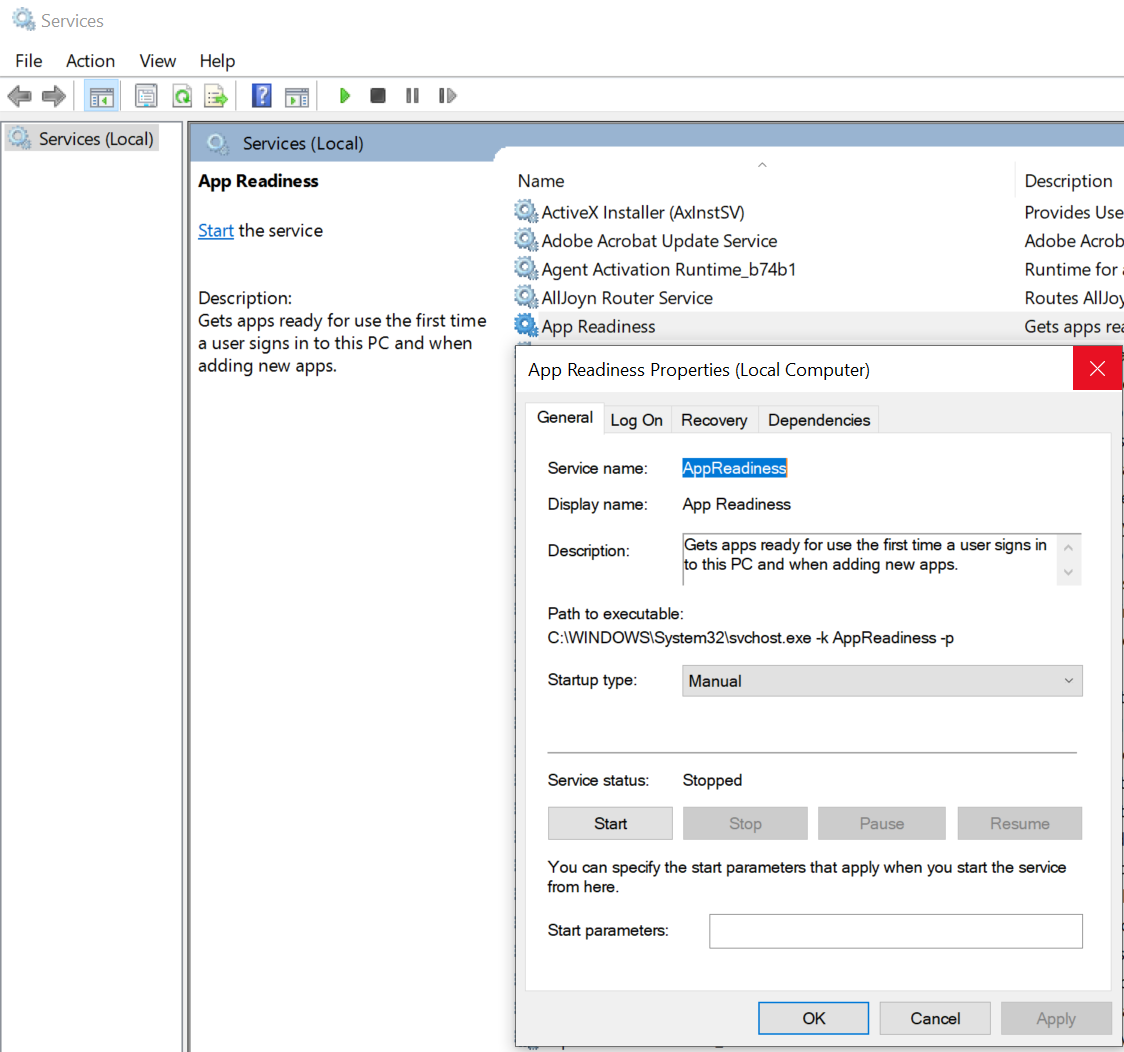 Services
File Action View Help
Services (Local)
Services (Local)
App Readiness
Start the service
Description:
Gets apps ready for use the first time
a user signs in to this PC and when
adding new apps.
Name Description
ActiveX Installer (AxInstSV) Provides Use
Adobe Acrobat Update Service Adobe Acrob
Agent Activation Runtime_b74b1 Runtime for a
AllJoyn Router Service Routes AllJoy
App Readiness Gets apps rea
App Readiness Properties (Local Computer)
General Log On Recovery Dependencies
Service name: AppReadiness
Display name: App Readiness
Description: Gets apps ready for use the first time a user signs in
to this PC and when adding new apps.
Path to executable:
C:\WINDOWS\System32\svchost.exe -k AppReadiness -p
Startup type: Manual
Service status: Stopped
Start Stop Pause Resume
You can specify the start parameters that apply when you start the service
from here.
Start parameters:
OK Cancel Apply